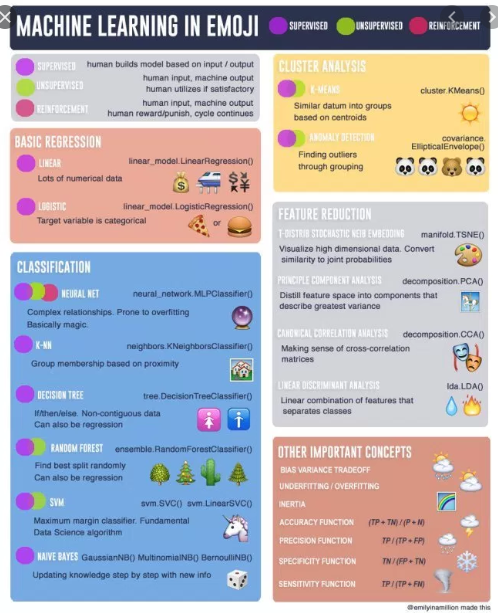 MACHINE LEARNING IN EMOJI
SUPERVISED
UNSUPERVISED
REINFORCEMENT
SUPERVISED human builds model based on input / output
UNSUPERVISED human input, machine output
human utilizes if satisfactory
REINFORCEMENT human input, machine output
human reward/punish, cycle continues
BASIC REGRESSION
LINEAR linear_model.LinearRegression()
Lots of numerical data
LOGISTIC linear_model.LogisticRegression()
Target variable is categorical
or
CLASSIFICATION
NEURAL NET neural_network.MLPClassifier()
Complex relationships. Prone to overfitting
Basically magic.
K-NN neighbors.KNeighborsClassifier()
Group membership based on proximity
DECISION TREE tree.DecisionTreeClassifier()
If/then/else. Non-contiguous data
Can also be regression
RANDOM FOREST ensemble.RandomForestClassifier()
Find best split randomly
Can also be regression
SVM svm.SVC() svm.LinearSVC()
Maximum margin classifier. Fundamental
Data Science algorithm
NAIVE BAYES GaussianNB() MultinomialNB() BernoulliNB()
Updating knowledge step by step with new info
CLUSTER ANALYSIS
K-MEANS cluster.KMeans()
Similar datum into groups
based on centroids
ANOMALY DETECTION covariance.
EllipticalEnvelope()
Finding outliers
through grouping
FEATURE REDUCTION
T-DISTRIB STOCHASTIC NEIB EMBEDDING manifold.TSNE()
Visualize high dimensional data. Convert
similarity to joint probabilities
PRINCIPLE COMPONENT ANALYSIS decomposition.PCA()
Distill feature space into components that
describe greatest variance
CANONICAL CORRELATION ANALYSIS decomposition.CCA()
Making sense of cross-correlation
matrices
LINEAR DISCRIMINANT ANALYSIS lda.LDA()
Linear combination of features that
separates classes
OTHER IMPORTANT CONCEPTS
BIAS VARIANCE TRADEOFF
UNDERFITTING / OVERFITTING
INERTIA
ACCURACY FUNCTION (TP + TN) / (P + N)
PRECISION FUNCTION TP / (TP + FP)
SPECIFICITY FUNCTION TN / (FP + TN)
SENSITIVITY FUNCTION TP / (TP + FN)
@emilyinamillion made this